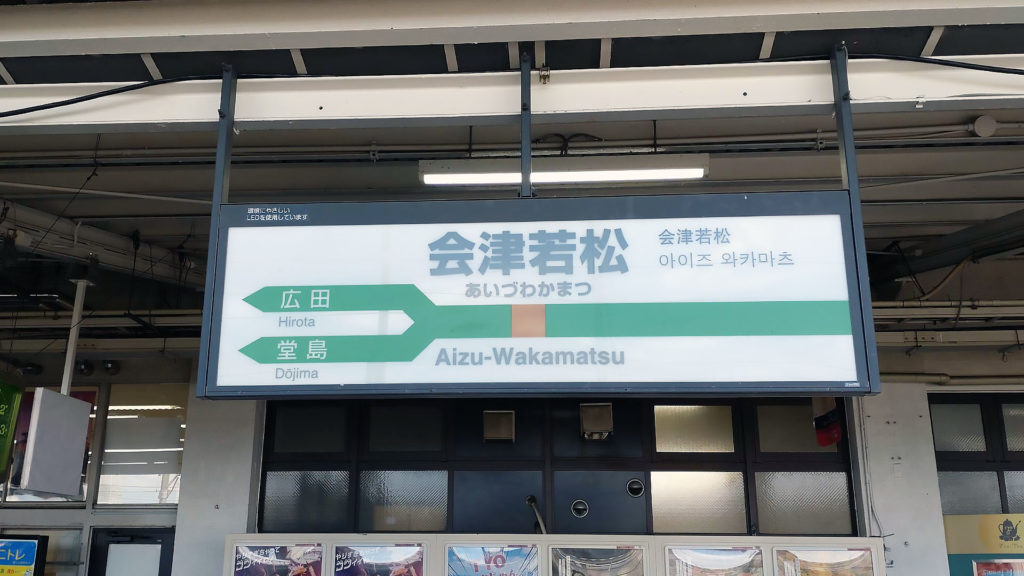 環境にやさしい
LEDを使用しています
会津若松
会津若松
あいづわかまつ
아이즈 와카마츠
広田
Hirota
堂島
Dōjima
Aizu-Wakamatsu